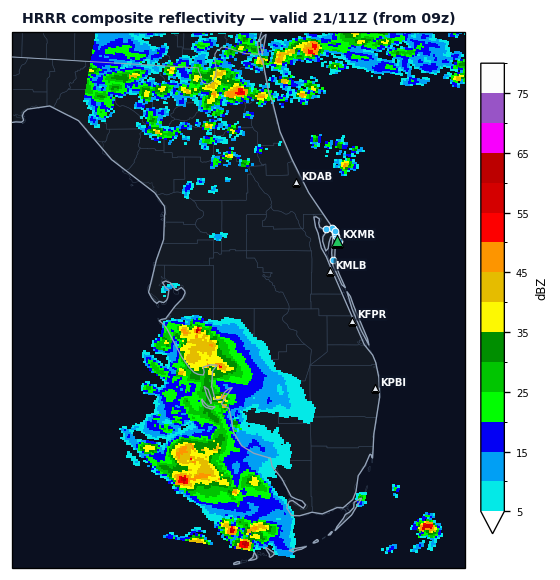 HRRR composite reflectivity — valid 21/11Z (from 09z)
75
65
55
45
35
25
15
5
dBZ
KDAB
KXMR
KMLB
KFPR
KPBI